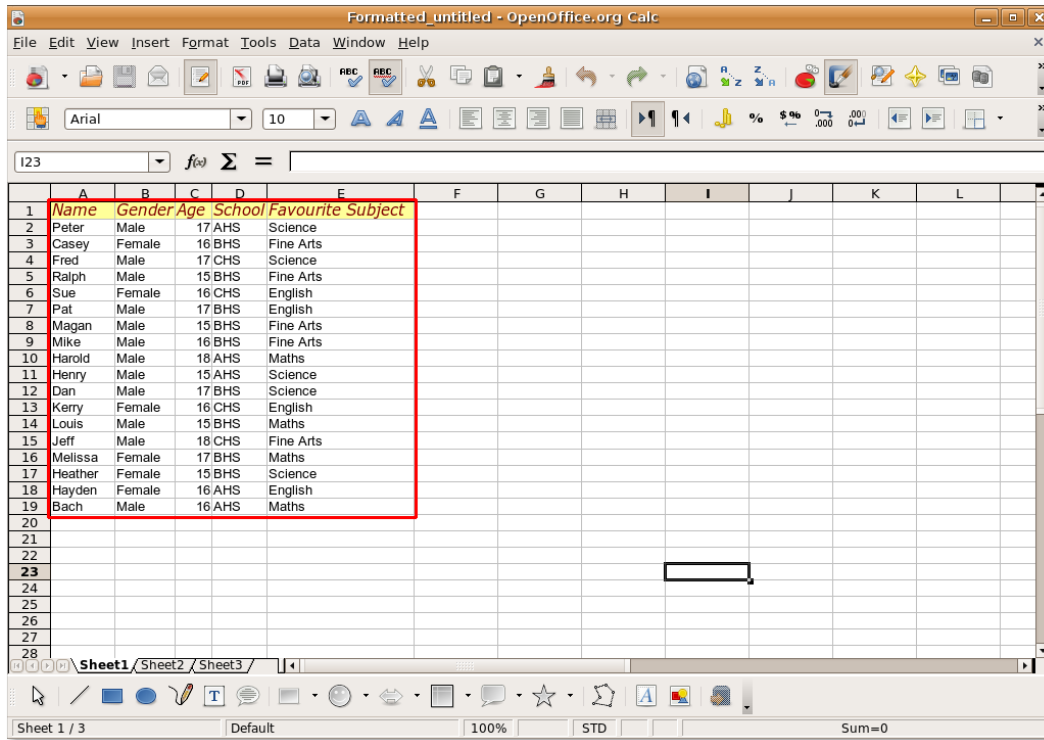 Formatted_untitled - OpenOffice.org Calc
File Edit View Insert Format Tools Data Window Help
PDF ABC ABC A Z Z A
Arial 10 A A A % $% 0 .000 .000 0
I23 f(x) Σ =
A B C D E F G H I J K L
1 Name Gender Age School Favourite Subject
2 Peter Male 17 AHS Science
3 Casey Female 16 BHS Fine Arts
4 Fred Male 17 CHS Science
5 Ralph Male 15 BHS Fine Arts
6 Sue Female 16 CHS English
7 Pat Male 17 BHS English
8 Magan Male 15 BHS Fine Arts
9 Mike Male 16 BHS Fine Arts
10 Harold Male 18 AHS Maths
11 Henry Male 15 AHS Science
12 Dan Male 17 BHS Science
13 Kerry Female 16 CHS English
14 Louis Male 15 BHS Maths
15 Jeff Male 18 CHS Fine Arts
16 Melissa Female 17 BHS Maths
17 Heather Female 15 BHS Science
18 Hayden Female 16 AHS English
19 Bach Male 16 AHS Maths
20
21
22
23
24
25
26
27
28
Sheet1 Sheet2 Sheet3
T A
Sheet 1 / 3 Default 100% STD Sum=0